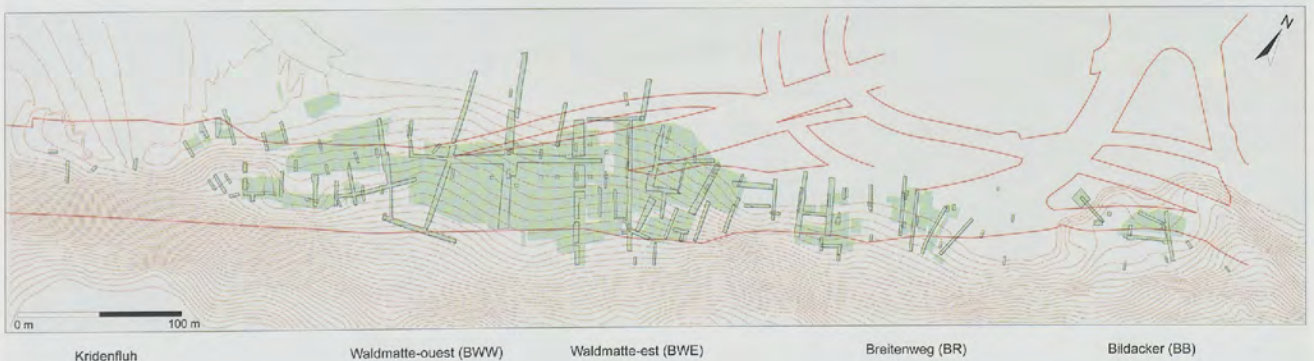 N
0 m 100 m
Kridenfluh Waldmatte-ouest (BWW) Waldmatte-est (BWE) Breitenweg (BR) Bildacker (BB)